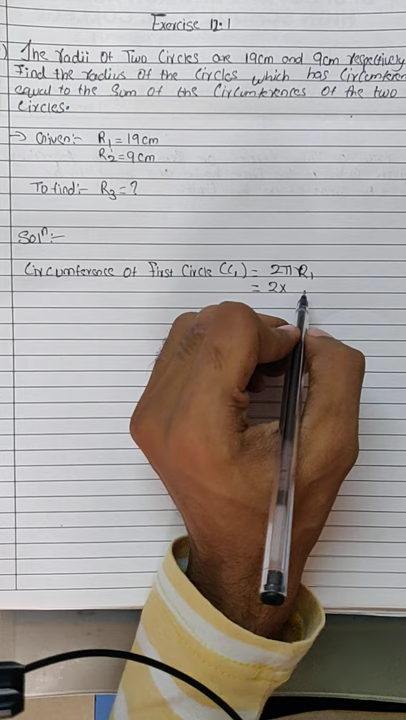 Exercise 12.1
) The radii of Two Circles are 19cm and 9cm respectively
Find the radius of the circles which has Circumferen
equal to the Sum of the Circumferences of the two
Circles.
→ Given:- R1 = 19cm
R2 = 9cm
To find:- R3 = ?
Solⁿ:-
Circumference of First Circle (C1) = 2πR1
= 2x